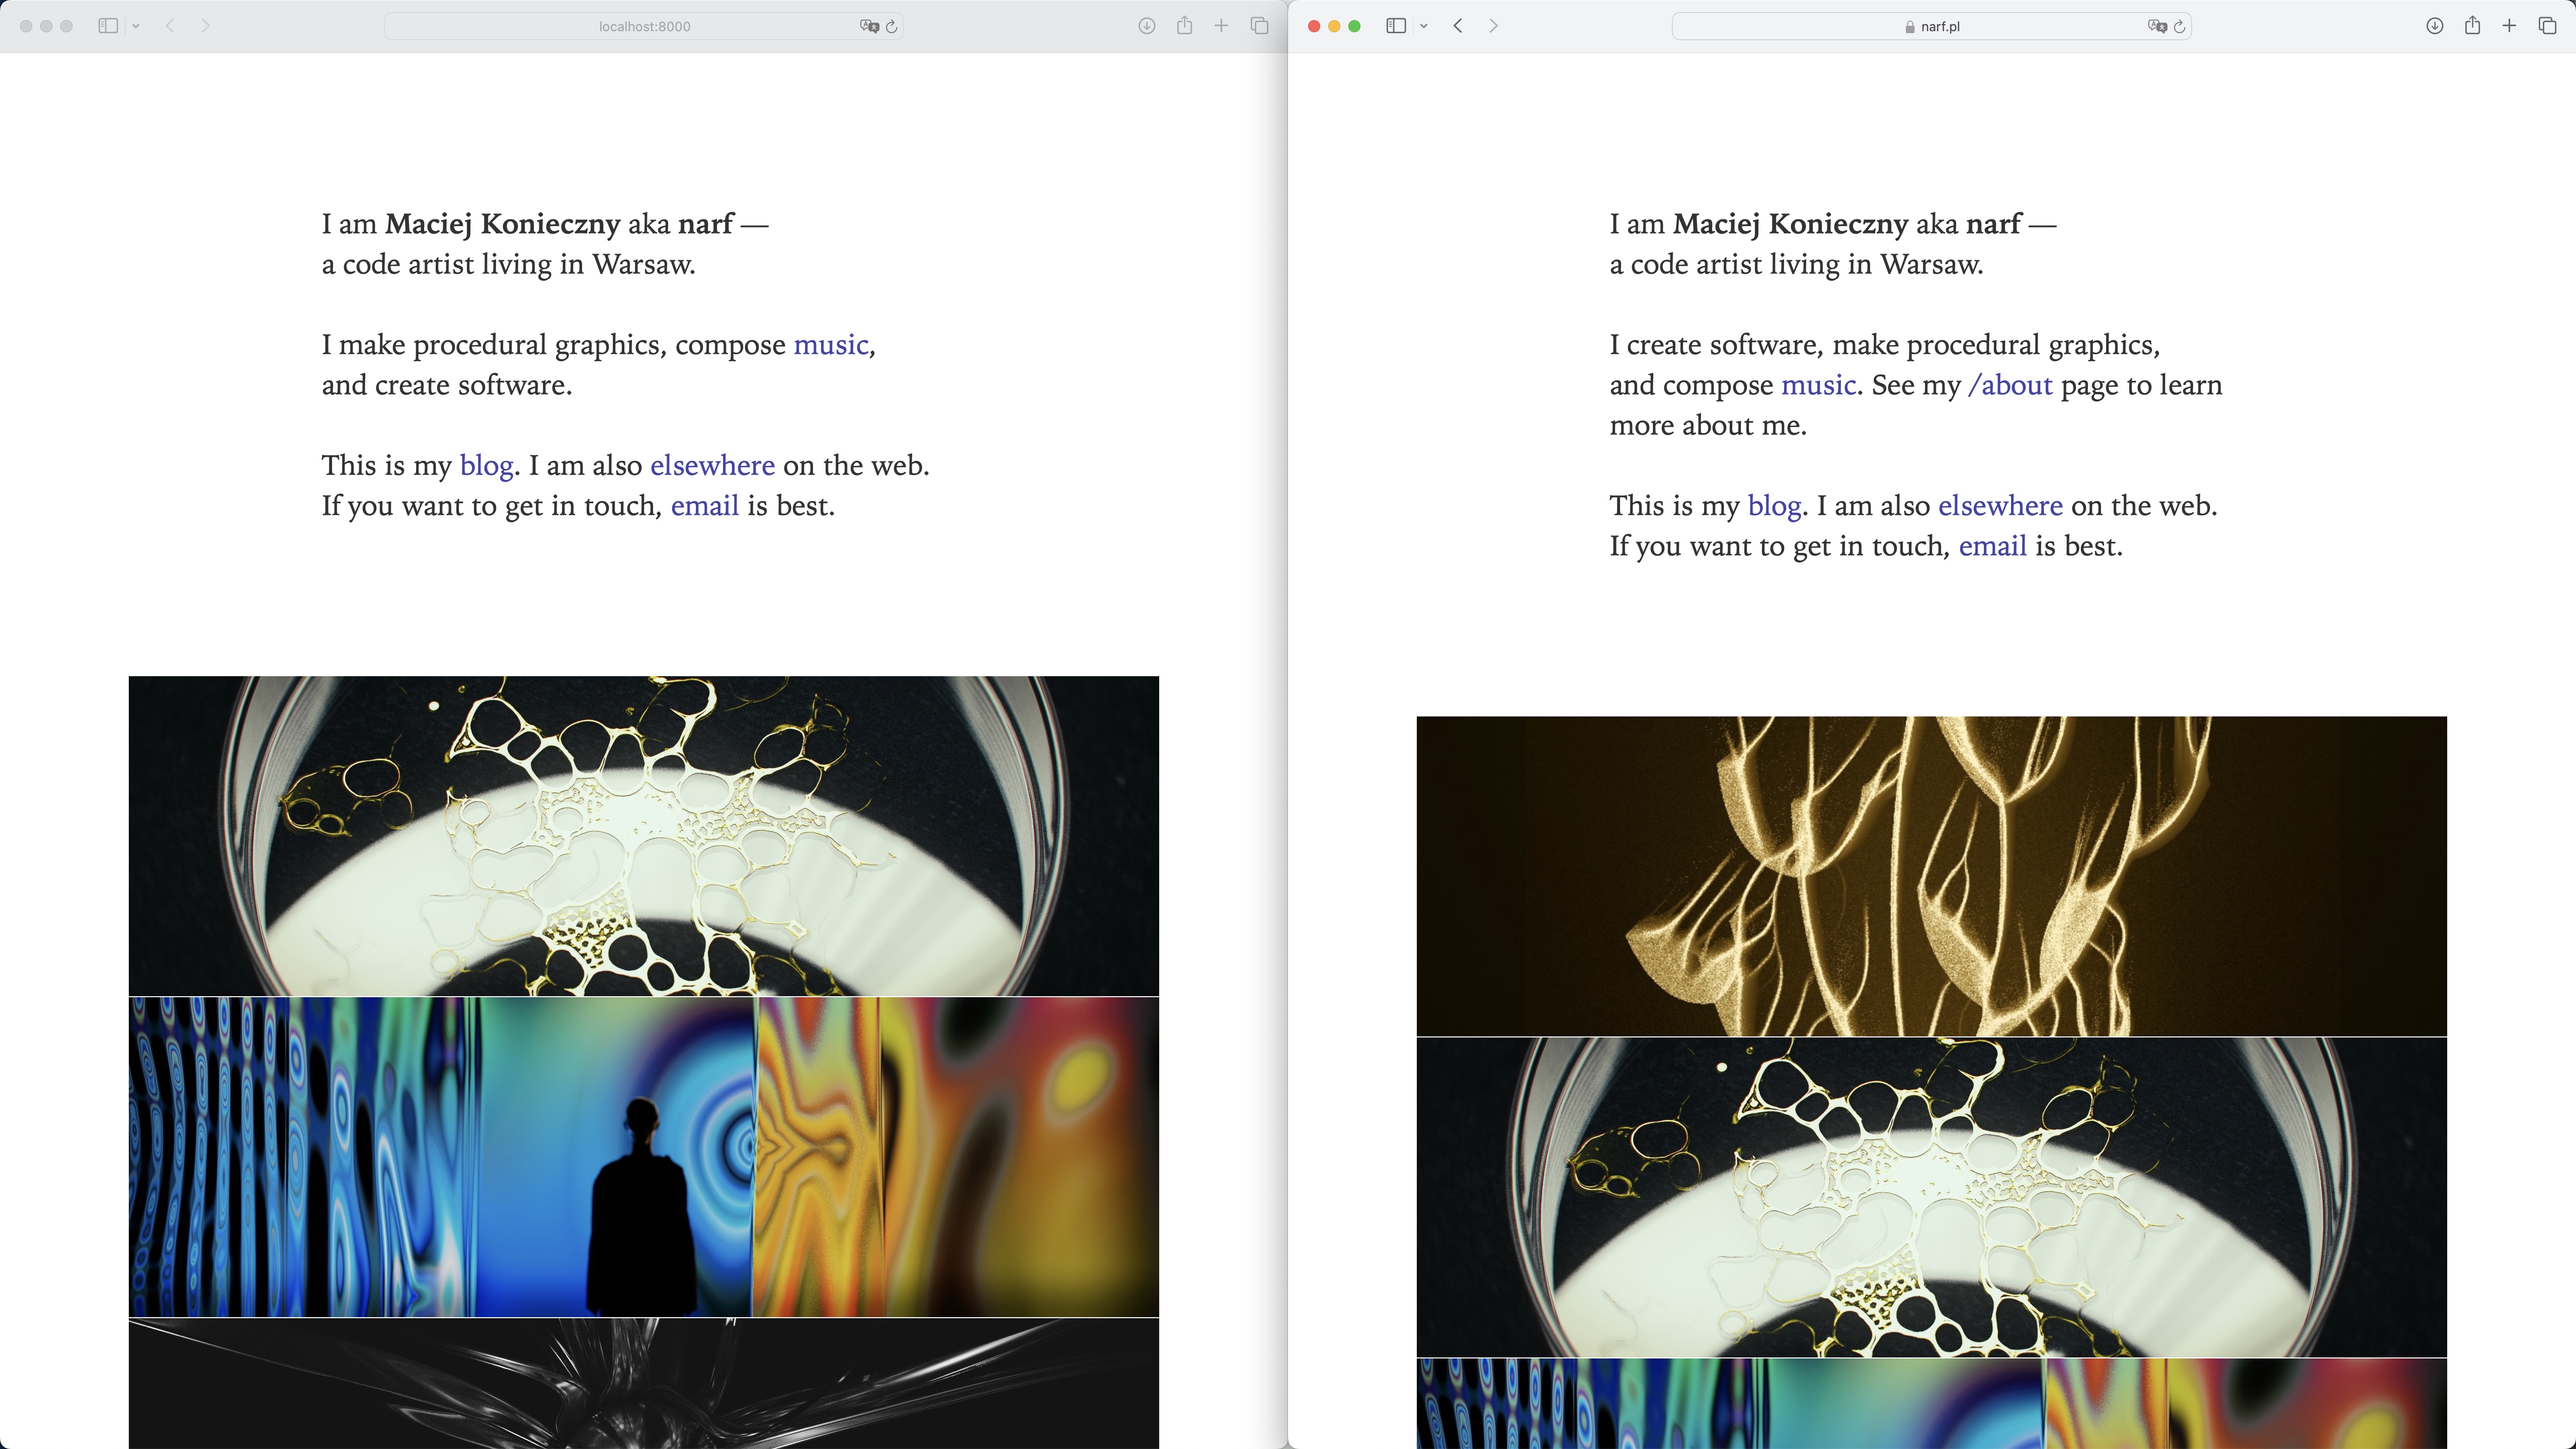 localhost:8000
I am Maciej Konieczny aka narf —
a code artist living in Warsaw.
I make procedural graphics, compose music,
and create software.
This is my blog. I am also elsewhere on the web.
If you want to get in touch, email is best.
narf.pl
I am Maciej Konieczny aka narf —
a code artist living in Warsaw.
I create software, make procedural graphics,
and compose music. See my /about page to learn
more about me.
This is my blog. I am also elsewhere on the web.
If you want to get in touch, email is best.